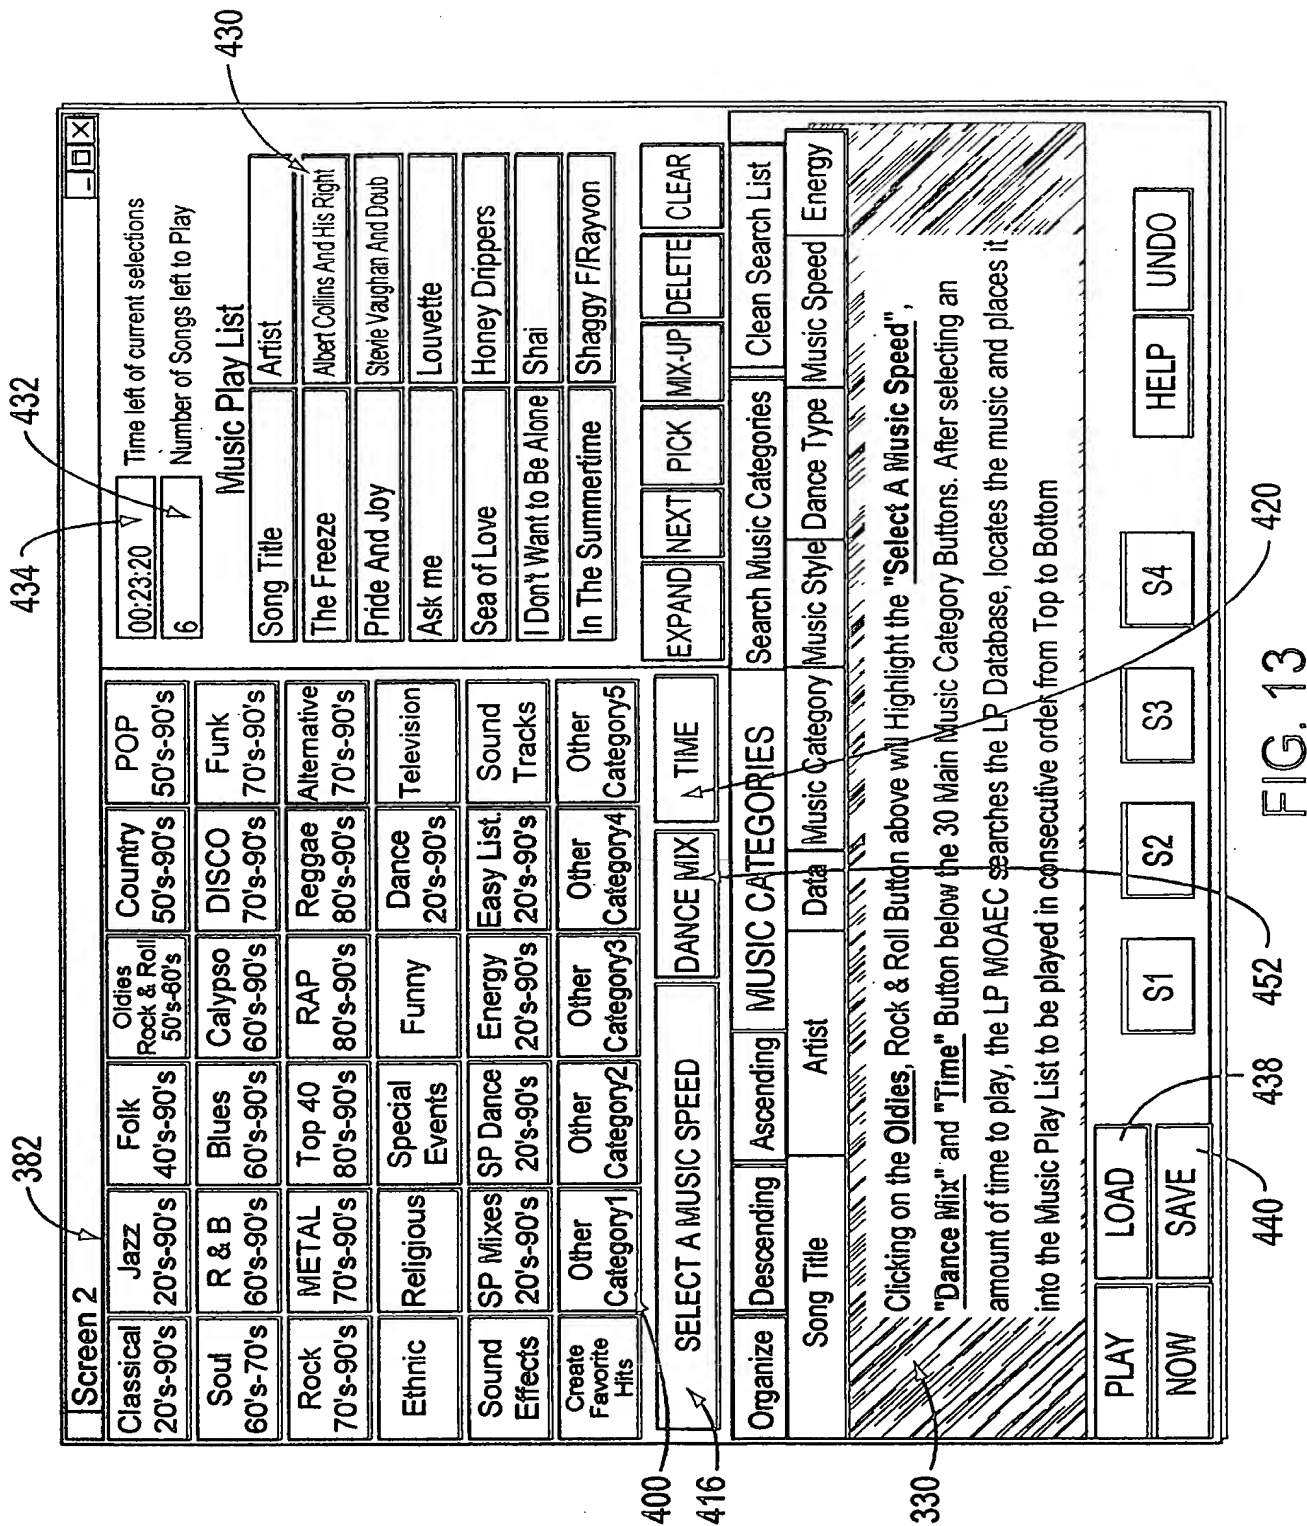 382
434
432
430
Screen 2
Classical
20's-90's
Jazz
20's-90's
Folk
40's-90's
Oldies
Rock & Roll
50's-60's
Country
50's-90's
POP
50's-90's
Soul
60's-70's
R & B
60's-90's
Blues
60's-90's
Calypso
60's-90's
DISCO
70's-90's
Funk
70's-90's
Rock
70's-90's
METAL
70's-90's
Top 40
80's-90's
RAP
80's-90's
Reggae
80's-90's
Alternative
70's-90's
Ethnic
Religious
Special
Events
Funny
Dance
20's-90's
Television
Sound
Effects
SP Mixes
20's-90's
SP Dance
20's-90's
Energy
20's-90's
Easy List.
20's-90's
Sound
Tracks
Create
Favorite
Hits
Other
Category1
Other
Category2
Other
Category3
Other
Category4
Other
Category5
00:23:20 Time left of current selections
6 Number of Songs left to Play
Music Play List
Song Title Artist
The Freeze Albert Collins And His Right
Pride And Joy Stevie Vaughan And Doub
Ask me Louvette
Sea of Love Honey Drippers
I Don't Want to Be Alone Shai
In The Summertime Shaggy F/Rayvon
EXPAND NEXT PICK MIX-UP DELETE CLEAR
400
416
SELECT A MUSIC SPEED DANCE MIX TIME
Organize Descending Ascending MUSIC CATEGORIES Search Music Categories Clean Search List
Song Title Artist Data Music Category Music Style Dance Type Music Speed Energy
Clicking on the Oldies, Rock & Roll Button above will Highlight the "Select A Music Speed",
"Dance Mix" and "Time" Button below the 30 Main Music Category Buttons. After selecting an
amount of time to play, the LP MOAEC searches the LP Database, locates the music and places it
into the Music Play List to be played in consecutive order from Top to Bottom
330
PLAY LOAD
NOW SAVE
S1 S2 S3 S4 HELP UNDO
440
438
452
420
FIG. 13